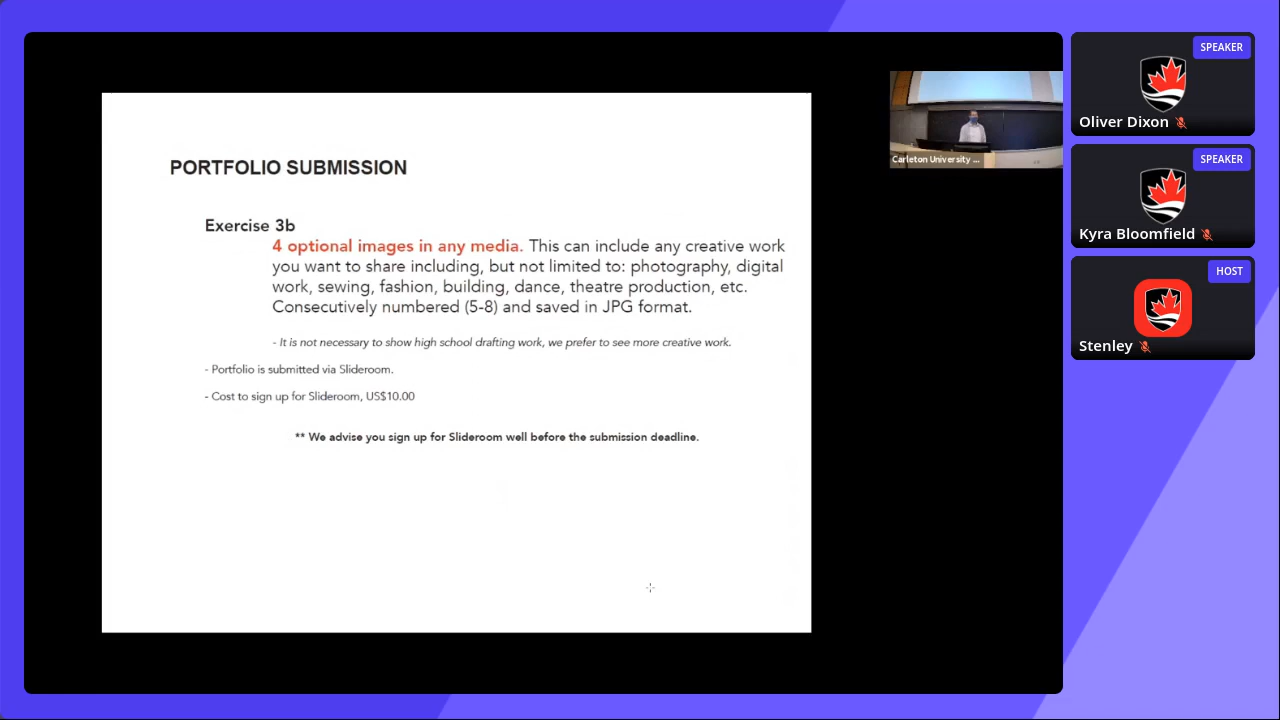 PORTFOLIO SUBMISSION
Exercise 3b
4 optional images in any media. This can include any creative work
you want to share including, but not limited to: photography, digital
work, sewing, fashion, building, dance, theatre production, etc.
Consecutively numbered (5-8) and saved in JPG format.
- It is not necessary to show high school drafting work, we prefer to see more creative work.
- Portfolio is submitted via Slideroom.
- Cost to sign up for Slideroom, US$10.00
** We advise you sign up for Slideroom well before the submission deadline.
Carleton University ...
SPEAKER
Oliver Dixon
SPEAKER
Kyra Bloomfield
HOST
Stenley